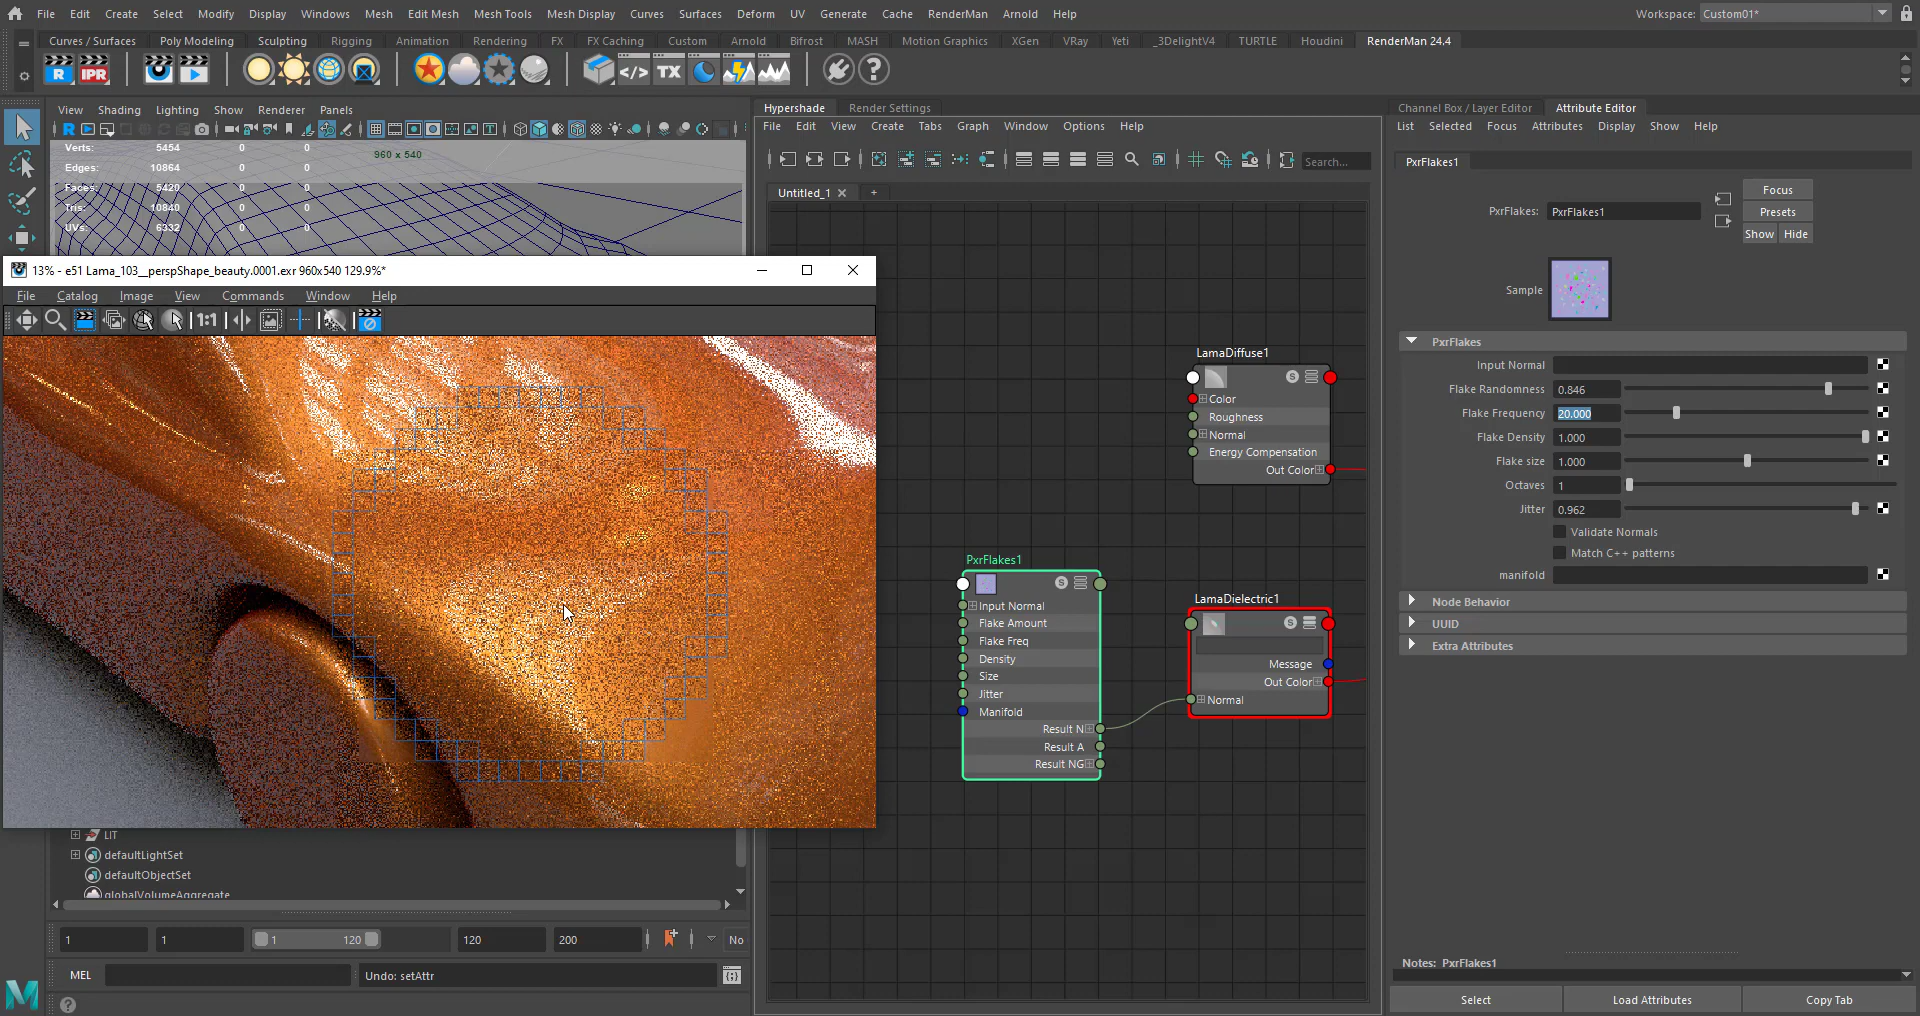 File Edit Create Select Modify Display Windows Mesh Edit Mesh Mesh Tools Mesh Display Curves Surfaces Deform UV Generate Cache RenderMan Arnold Help
Workspace: Custom01*
Curves / Surfaces Poly Modeling Sculpting Rigging Animation Rendering FX FX Caching Custom Arnold Bifrost MASH Motion Graphics XGen VRay Yeti _3DelightV4 TURTLE Houdini RenderMan 24.4
R IPR </> TX ?
View Shading Lighting Show Renderer Panels
Verts: 5454 0 0
Edges: 10864 0 0
Faces: 5420 0 0
Tris: 10840 0 0
UVs: 6332 0 0
960 x 540
13% - e51 Lama_103__perspShape_beauty.0001.exr 960x540 129.9%*
File Catalog Image View Commands Window Help
1:1
LIT
defaultLightSet
defaultObjectSet
globalVolumeAggregate
1 1 1 120 120 200 No
MEL
Undo: setAttr
Hypershade Render Settings
File Edit View Create Tabs Graph Window Options Help
Search...
Untitled_1 +
LamaDiffuse1
S
Color
Roughness
Normal
Energy Compensation
Out Color
PxrFlakes1
S
Input Normal
Flake Amount
Flake Freq
Density
Size
Jitter
Manifold
Result N
Result A
Result NG
LamaDielectric1
S
Message
Out Color
Normal
Channel Box / Layer Editor Attribute Editor
List Selected Focus Attributes Display Show Help
PxrFlakes1
PxrFlakes: PxrFlakes1
Focus
Presets
Show Hide
Sample
PxrFlakes
Input Normal
Flake Randomness 0.846
Flake Frequency 20.000
Flake Density 1.000
Flake size 1.000
Octaves 1
Jitter 0.962
Validate Normals
Match C++ patterns
manifold
Node Behavior
UUID
Extra Attributes
Notes: PxrFlakes1
Select Load Attributes Copy Tab